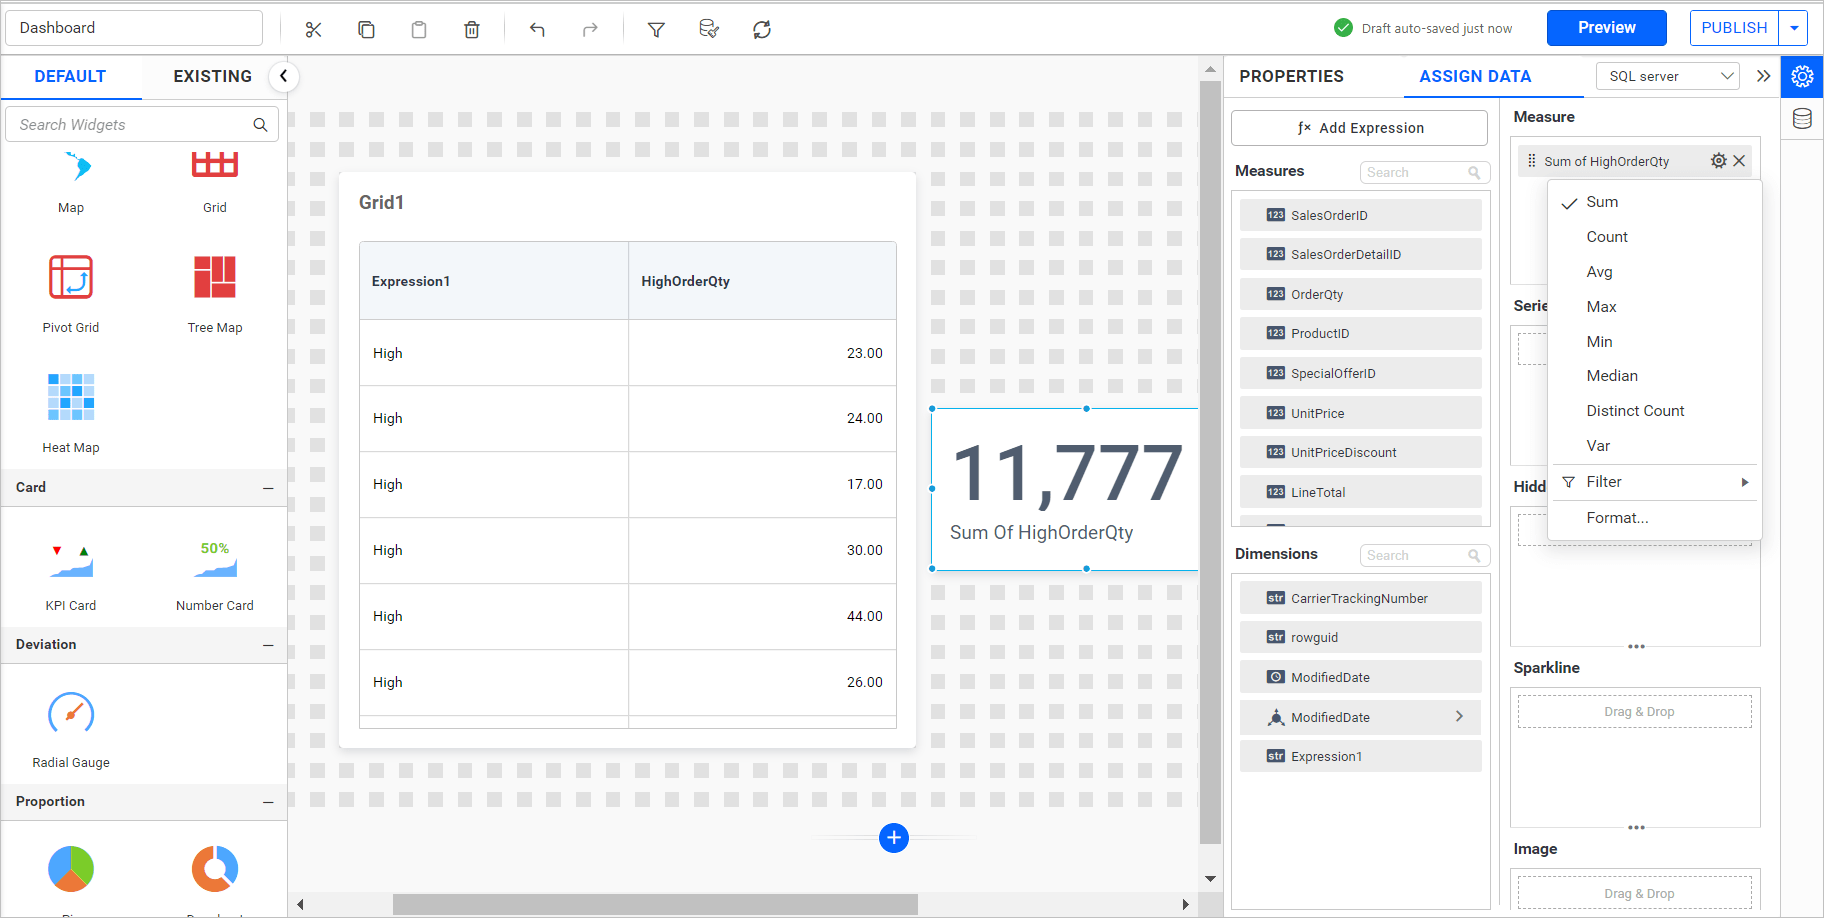 Dashboard
Draft auto-saved just now
Preview
PUBLISH
DEFAULT
EXISTING
Search Widgets
Map
Grid
Pivot Grid
Tree Map
Heat Map
Card
KPI Card
50%
Number Card
Deviation
Radial Gauge
Proportion
Grid1
Expression1
HighOrderQty
High
23.00
High
24.00
High
17.00
High
30.00
High
44.00
High
26.00
11,777
Sum Of HighOrderQty
PROPERTIES
ASSIGN DATA
SQL server
ƒx Add Expression
Measures
Search
123 SalesOrderID
123 SalesOrderDetailID
123 OrderQty
123 ProductID
123 SpecialOfferID
123 UnitPrice
123 UnitPriceDiscount
123 LineTotal
Dimensions
Search
str CarrierTrackingNumber
str rowguid
ModifiedDate
ModifiedDate
str Expression1
Measure
Sum of HighOrderQty
Sum
Count
Avg
Max
Min
Median
Distinct Count
Var
Filter
Format...
Serie
Hidd
Sparkline
Drag & Drop
Image
Drag & Drop